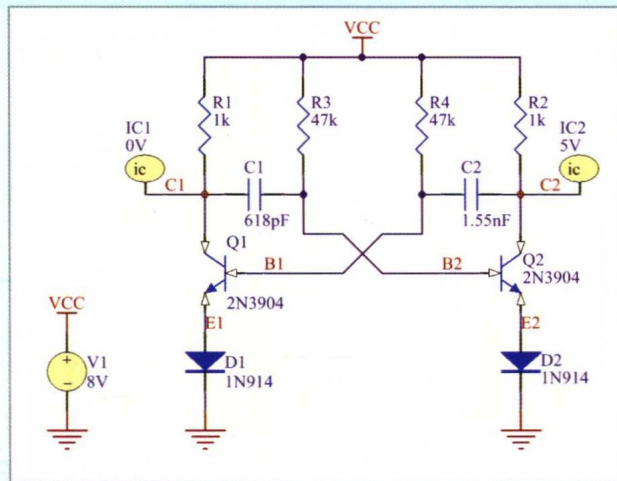 VCC
R1
1k
R3
47k
R4
47k
R2
1k
IC1
0V
ic
C1
C1
618pF
C2
1.55nF
C2
IC2
5V
ic
Q1
2N3904
B1
B2
Q2
2N3904
E1
E2
VCC
V1
8V
D1
1N914
D2
1N914